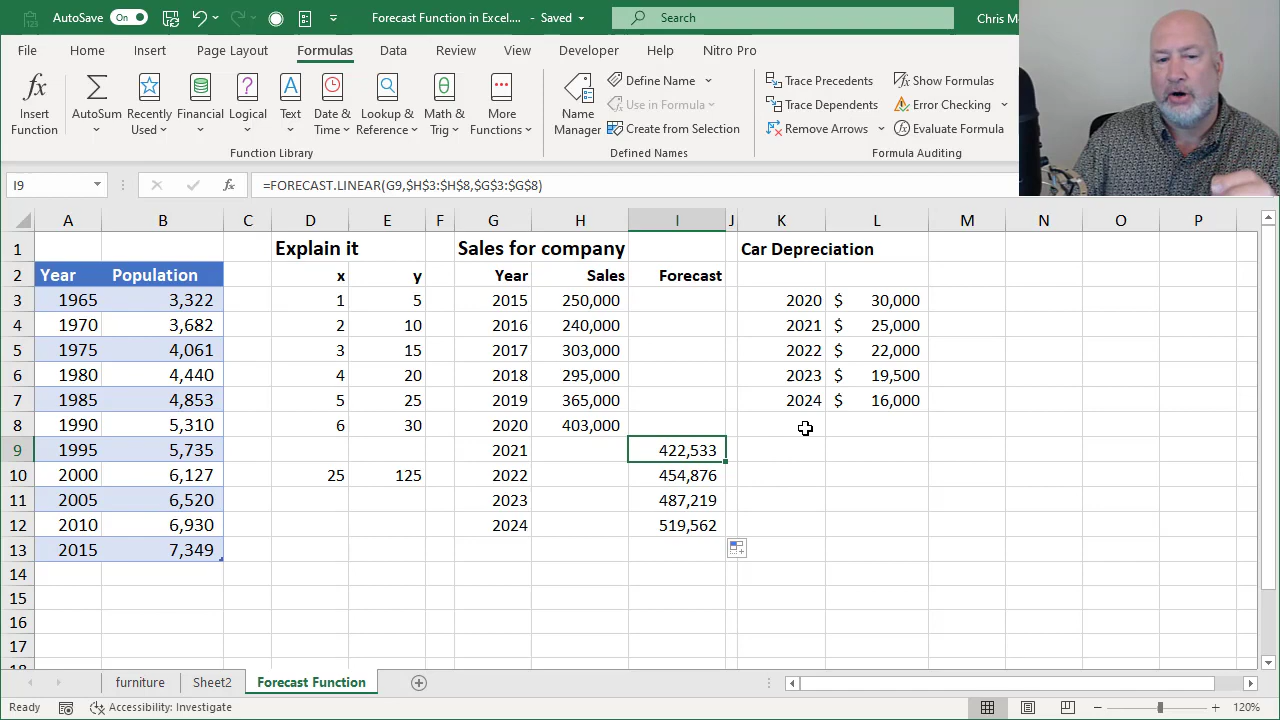 AutoSave On Forecast Function in Excel.... - Saved Search Chris M
File Home Insert Page Layout Formulas Data Review View Developer Help Nitro Pro
fx Σ ? A θ Define Name Trace Precedents Show Formulas
Insert Function AutoSum Recently Used Financial Logical Text Date & Time Lookup & Reference Math & Trig More Functions Name Manager Use in Formula Trace Dependents Error Checking
Create from Selection Remove Arrows Evaluate Formula
Function Library Defined Names Formula Auditing
I9 fx =FORECAST.LINEAR(G9,$H$3:$H$8,$G$3:$G$8)
A B C D E F G H I J K L M N O P
1 Explain it Sales for company Car Depreciation
2 Year Population x y Year Sales Forecast
3 1965 3,322 1 5 2015 250,000 2020 $ 30,000
4 1970 3,682 2 10 2016 240,000 2021 $ 25,000
5 1975 4,061 3 15 2017 303,000 2022 $ 22,000
6 1980 4,440 4 20 2018 295,000 2023 $ 19,500
7 1985 4,853 5 25 2019 365,000 2024 $ 16,000
8 1990 5,310 6 30 2020 403,000
9 1995 5,735 2021 422,533
10 2000 6,127 25 125 2022 454,876
11 2005 6,520 2023 487,219
12 2010 6,930 2024 519,562
13 2015 7,349
14
15
16
17
furniture Sheet2 Forecast Function
Ready Accessibility: Investigate 120%